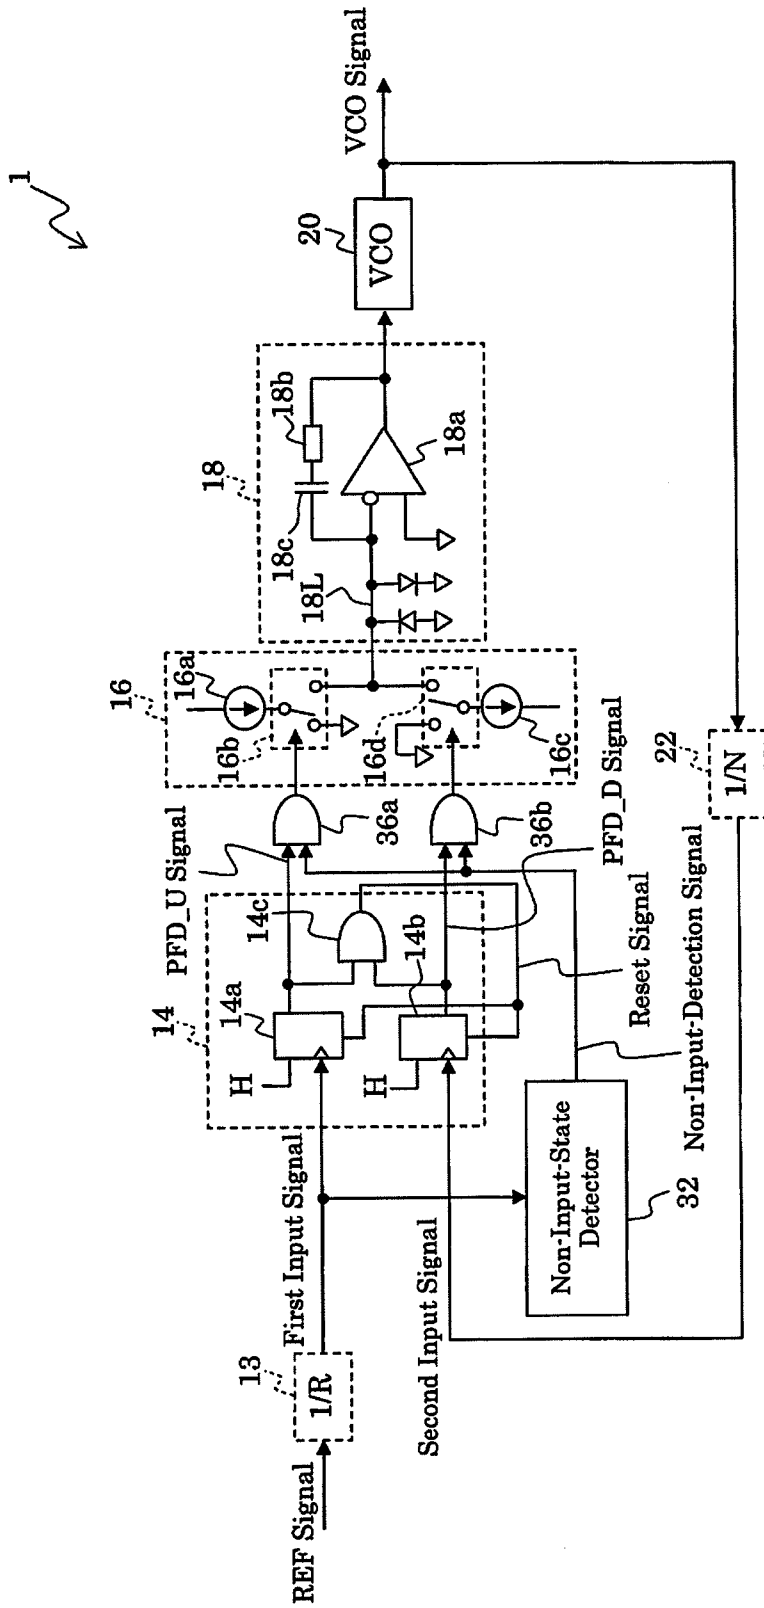 1
REF Signal
13
1/R
First Input Signal
Second Input Signal
14
14a
H
14b
H
14c
PFD_U Signal
36a
36b
PFD_D Signal
Reset Signal
Non-Input-Detection Signal
Non-Input-State
Detector
32
16
16a
16b
16d
16c
18
18L
18c
18b
18a
20
VCO
VCO Signal
22
1/N